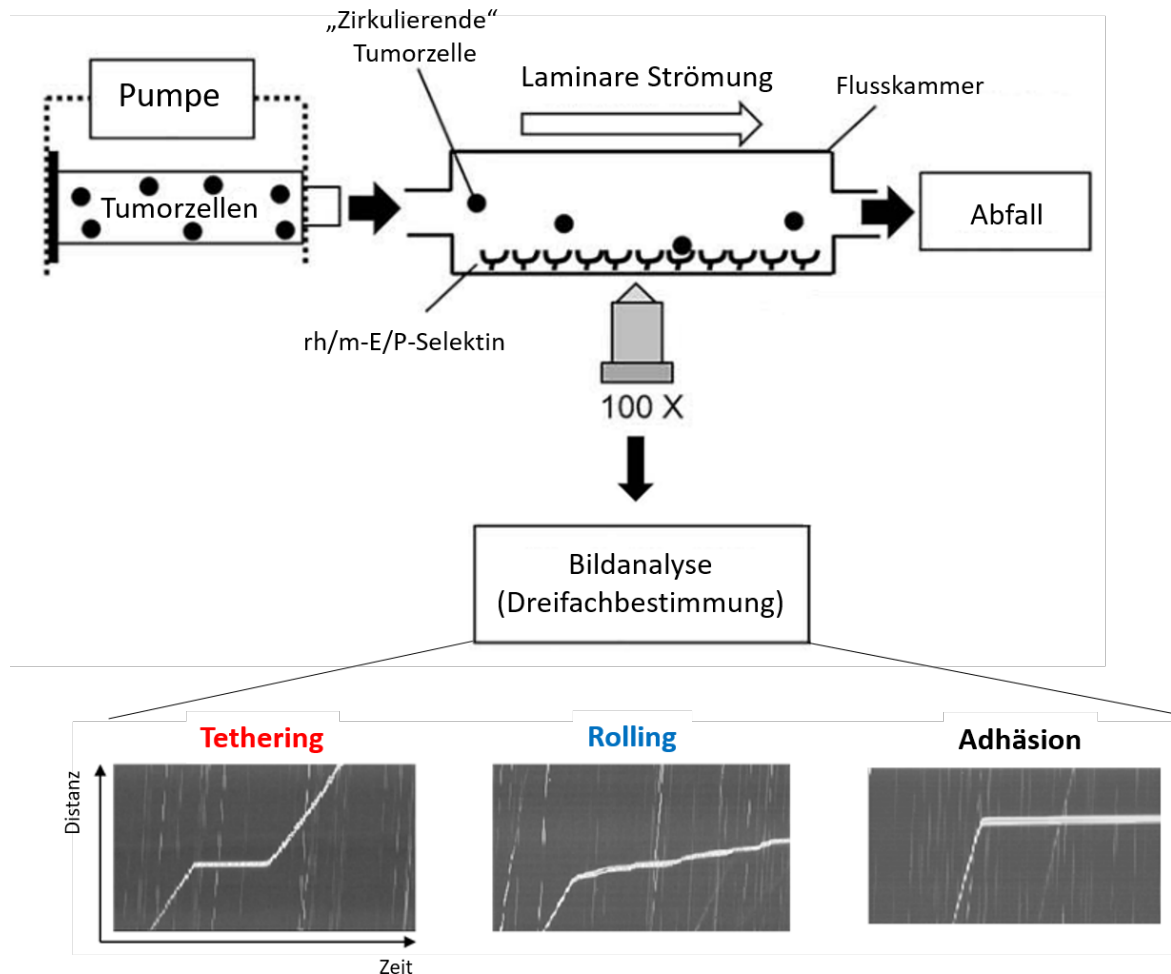 „Zirkulierende“
Tumorzelle
Laminare Strömung
Flusskammer
Pumpe
Tumorzellen
Abfall
rh/m-E/P-Selektin
100 X
Bildanalyse
(Dreifachbestimmung)
Tethering
Rolling
Adhäsion
Distanz
Zeit